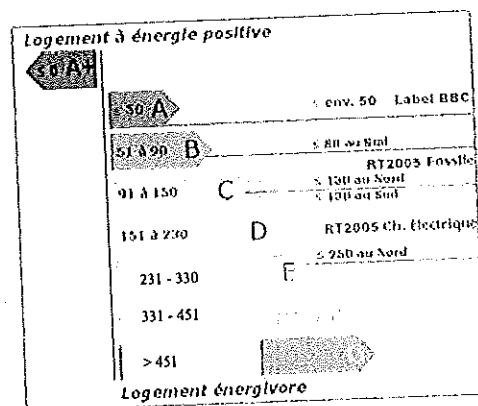 Logement à énergie positive
≤ 0 A+
≤ 50 A ≤ env. 50 Label BBC
51 à 90 B ≤ 80 au Sud
RT2005 Fossile
91 à 150 C ≤ 130 au Nord
≤ 130 au Sud
151 à 230 D RT2005 Ch. Électrique
≤ 250 au Nord
231 - 330 E
331 - 451
> 451 G
Logement énergivore